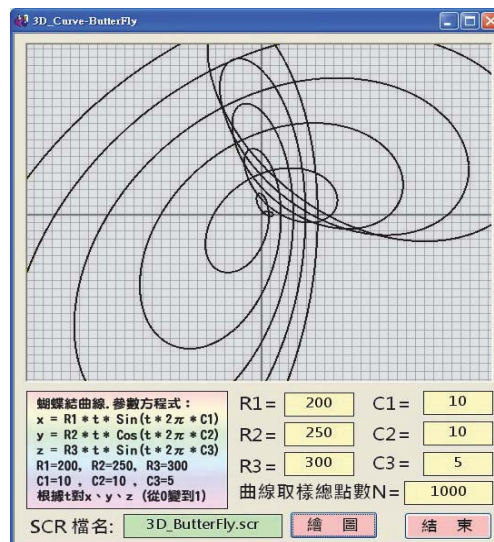 3D_Curve-ButterFly
蝴蝶結曲線.參數方程式：
x = R1 * t * Sin(t * 2π * C1)
y = R2 * t * Cos(t * 2π * C2)
z = R3 * t * Sin(t * 2π * C3)
R1=200, R2=250, R3=300
C1=10 , C2=10 , C3=5
根據t對x、y、z (從0變到1)
R1= 200 C1= 10
R2= 250 C2= 10
R3= 300 C3= 5
曲線取樣總點數N= 1000
SCR 檔名: 3D_ButterFly.scr 繪 圖 結 束